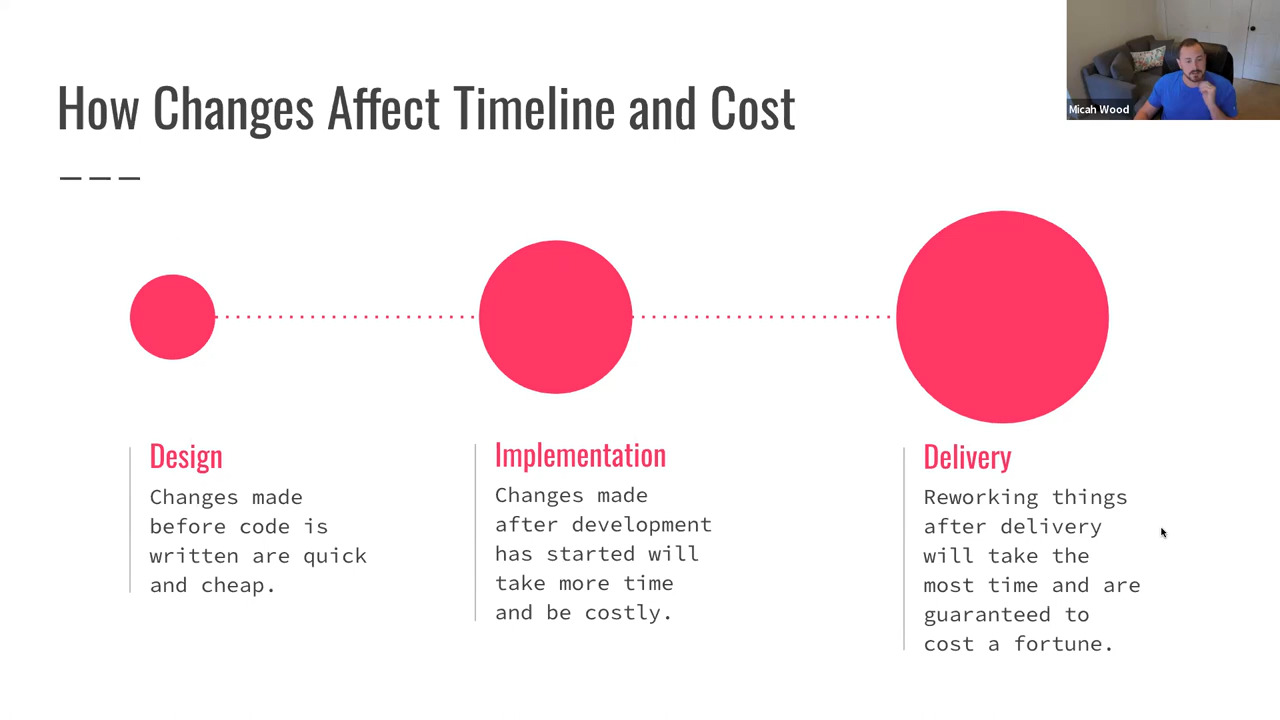 How Changes Affect Timeline and Cost
Micah Wood
Design
Changes made
before code is
written are quick
and cheap.
Implementation
Changes made
after development
has started will
take more time
and be costly.
Delivery
Reworking things
after delivery
will take the
most time and are
guaranteed to
cost a fortune.